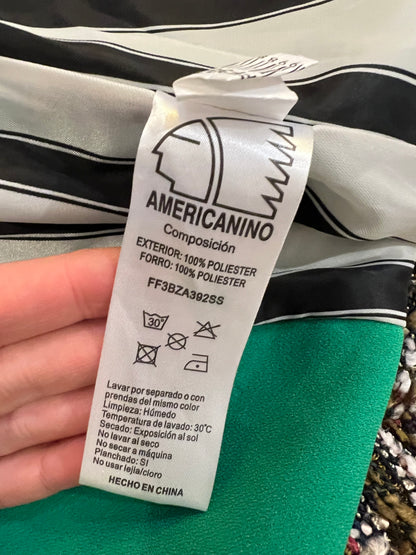 AMERICANINO
Composición
EXTERIOR: 100% POLIESTER
FORRO: 100% POLIESTER
FF3BZA392SS
30°
Lavar por separado o con
prendas del mismo color
Limpieza: Húmedo
Temperatura de lavado: 30°C
Secado: Exposición al sol
No lavar al seco
No secar a máquina
Planchado: SI
No usar lejía/cloro
HECHO EN CHINA